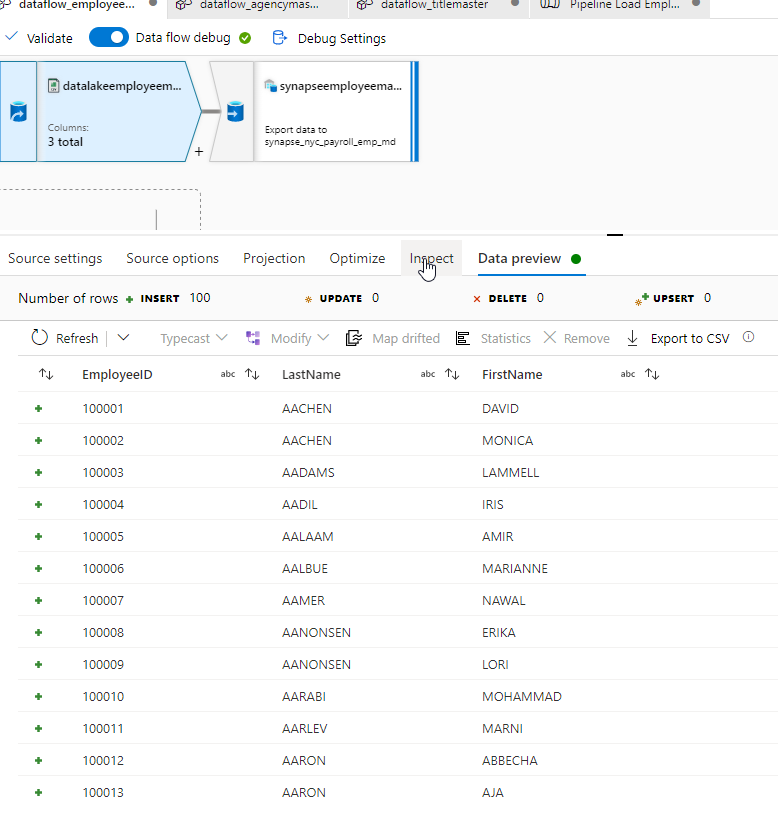 dataflow_employee...
dataflow_agencymas...
dataflow_titlemaster
Pipeline Load Empl...
Validate
Data flow debug
Debug Settings
datalakeemployeem...
Columns:
3 total
+
synapseemployeema...
Export data to
synapse_nyc_payroll_emp_md
Source settings Source options Projection Optimize Inspect Data preview
Number of rows + INSERT 100 UPDATE 0 DELETE 0 UPSERT 0
Refresh Typecast Modify Map drifted Statistics Remove Export to CSV
EmployeeID abc LastName abc FirstName abc
100001 AACHEN DAVID
100002 AACHEN MONICA
100003 AADAMS LAMMELL
100004 AADIL IRIS
100005 AALAAM AMIR
100006 AALBUE MARIANNE
100007 AAMER NAWAL
100008 AANONSEN ERIKA
100009 AANONSEN LORI
100010 AARABI MOHAMMAD
100011 AARLEV MARNI
100012 AARON ABBECHA
100013 AARON AJA